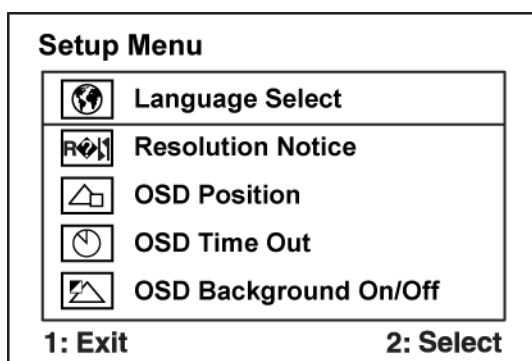 Setup Menu
Language Select
Resolution Notice
OSD Position
OSD Time Out
OSD Background On/Off
1: Exit 2: Select